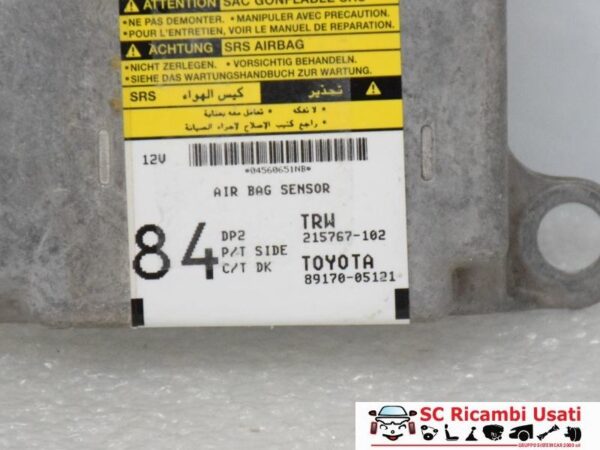 ATTENTION SAC GONFLABLE SRS
•NE PAS DEMONTER. •MANIPULER AVEC PRECAUTION.
•POUR L'ENTRETIEN, VOIR LE MANUEL DE REPARATION.
ACHTUNG SRS AIRBAG
•NICHT ZERLEGEN. •VORSICHTIG BEHANDELN.
•SIEHE DAS WARTUNGSHANDBUCH ZUR WARTUNG.
SRS كيس الهواء تحذير
• لا تفكه • تعامل معه بعناية
• راجع كتيب الإصلاح لإجراء الصيانة
12V
*04560651NB*
AIR BAG SENSOR
84 DP2 TRW
P/T SIDE 215767-102
C/T DK TOYOTA
89170-05121
SC Ricambi Usati